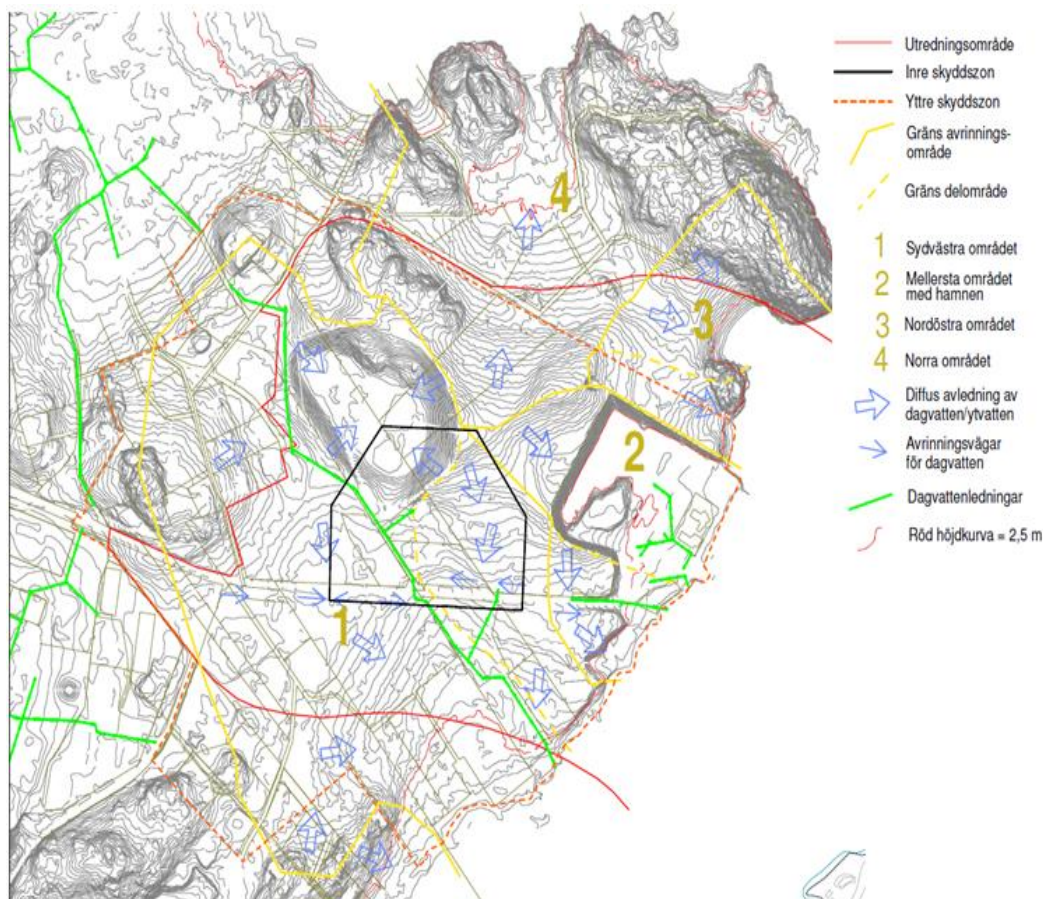 Utredningsområde
Inre skyddszon
Yttre skyddszon
Gräns avrinnings-
område
Gräns delområde
1 Sydvästra området
2 Mellersta området
med hamnen
3 Nordöstra området
4 Norra området
Diffus avledning av
dagvatten/ytvatten
Avrinningsvägar
för dagvatten
Dagvattenledningar
Röd höjdkurva = 2,5 m
4
3
2
1